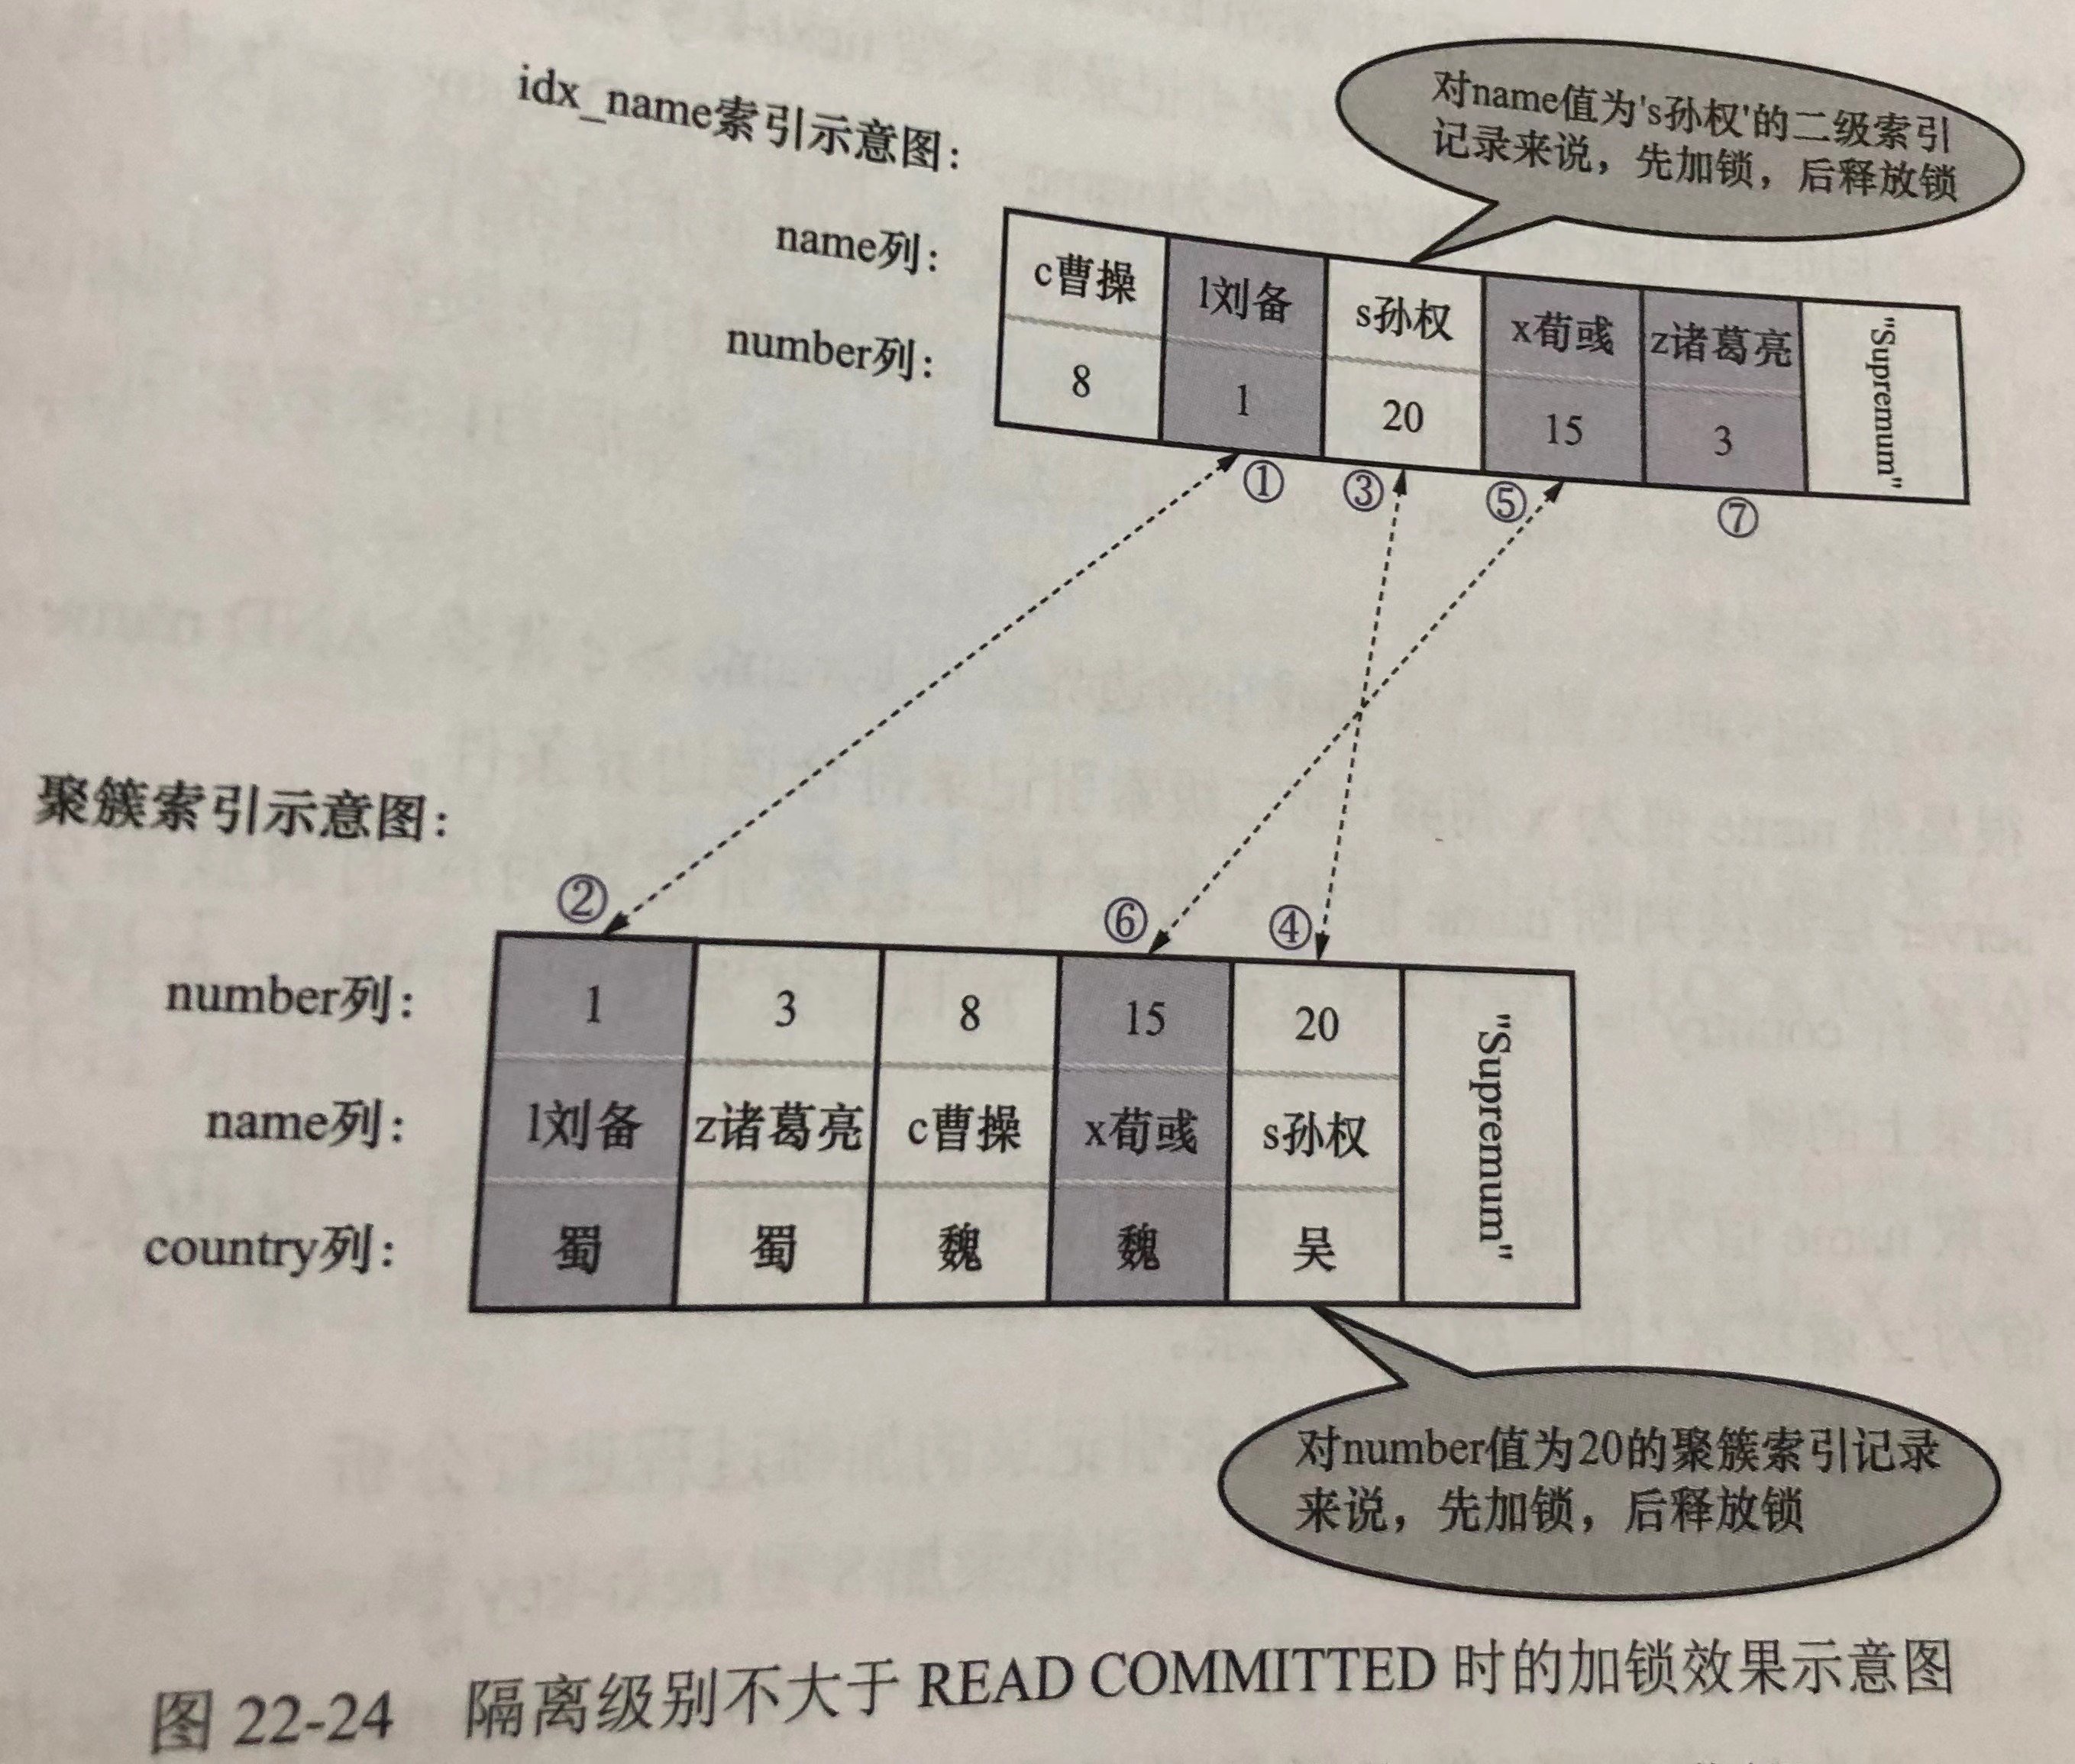 idx_name索引示意图：
对name值为's孙权'的二级索引
记录来说，先加锁，后释放锁
name列：
c曹操 l刘备 s孙权 x荀彧 z诸葛亮 "Supremum"
number列：
8 1 20 15 3
① ③ ⑤ ⑦
聚簇索引示意图：
② ⑥ ④
number列：
1 3 8 15 20 "Supremum"
name列：
l刘备 z诸葛亮 c曹操 x荀彧 s孙权
country列：
蜀 蜀 魏 魏 吴
对number值为20的聚簇索引记录
来说，先加锁，后释放锁
图 22-24 隔离级别不大于 READ COMMITTED 时的加锁效果示意图